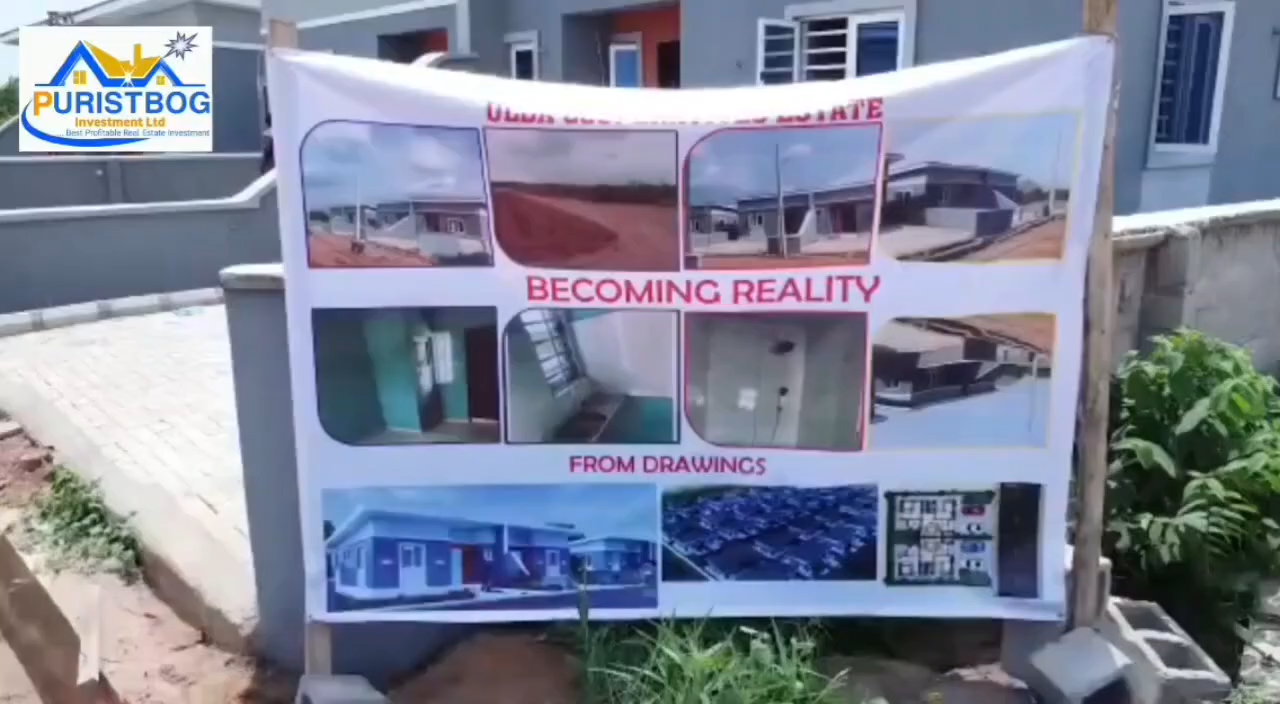 PURISTBOG
Investment Ltd
... Best Profitable Real Estate Investment
ESTATE
BECOMING REALITY
FROM DRAWINGS